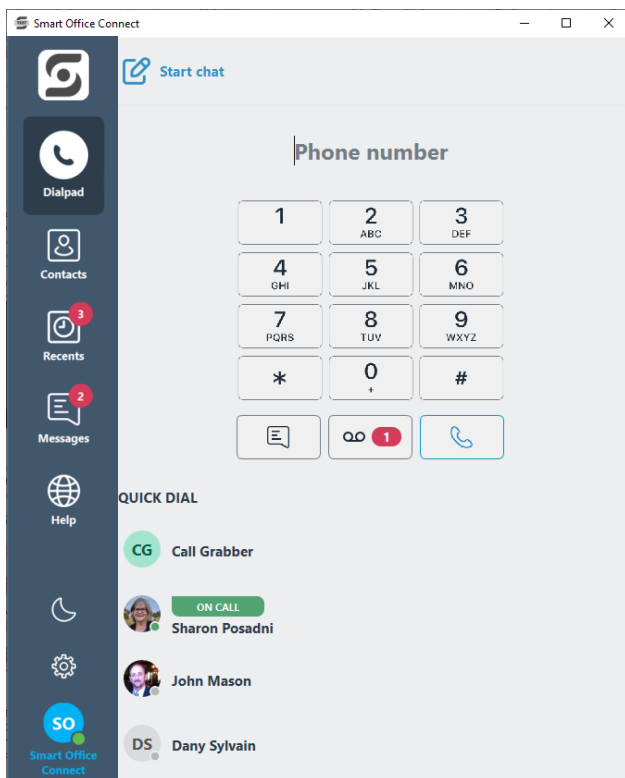 Smart Office Connect
Start chat
Dialpad
Contacts
3
Recents
2
Messages
Help
SO
Smart Office
Connect
Phone number
1
2
ABC
3
DEF
4
GHI
5
JKL
6
MNO
7
PQRS
8
TUV
9
WXYZ
*
0
+
#
1
QUICK DIAL
CG
Call Grabber
ON CALL
Sharon Posadni
John Mason
DS
Dany Sylvain